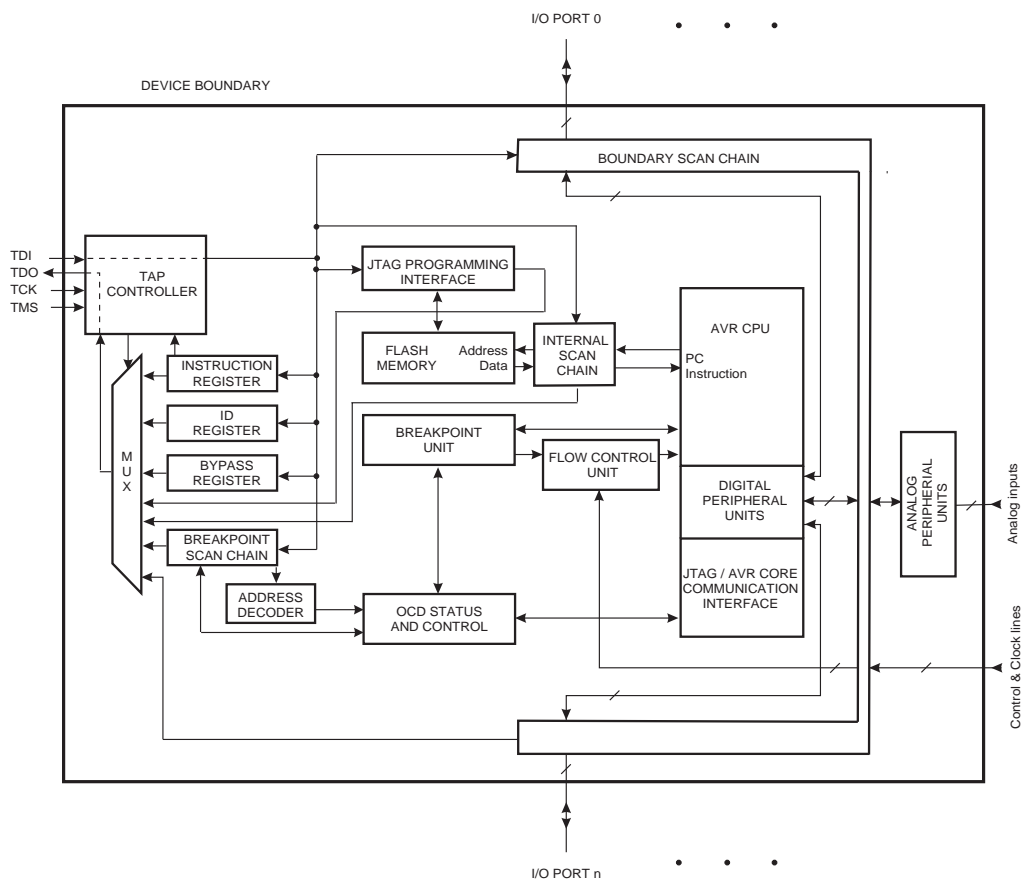 I/O PORT 0
DEVICE BOUNDARY
BOUNDARY SCAN CHAIN
TDI
TDO
TCK
TMS
TAP
CONTROLLER
JTAG PROGRAMMING
INTERFACE
AVR CPU
FLASH
MEMORY
Address
Data
INTERNAL
SCAN
CHAIN
PC
Instruction
INSTRUCTION
REGISTER
ID
REGISTER
MUX
BREAKPOINT
UNIT
FLOW CONTROL
UNIT
BYPASS
REGISTER
DIGITAL
PERIPHERAL
UNITS
ANALOG
PERIPHERIAL
UNITS
Analog inputs
BREAKPOINT
SCAN CHAIN
ADDRESS
DECODER
OCD STATUS
AND CONTROL
JTAG / AVR CORE
COMMUNICATION
INTERFACE
Control & Clock lines
I/O PORT n